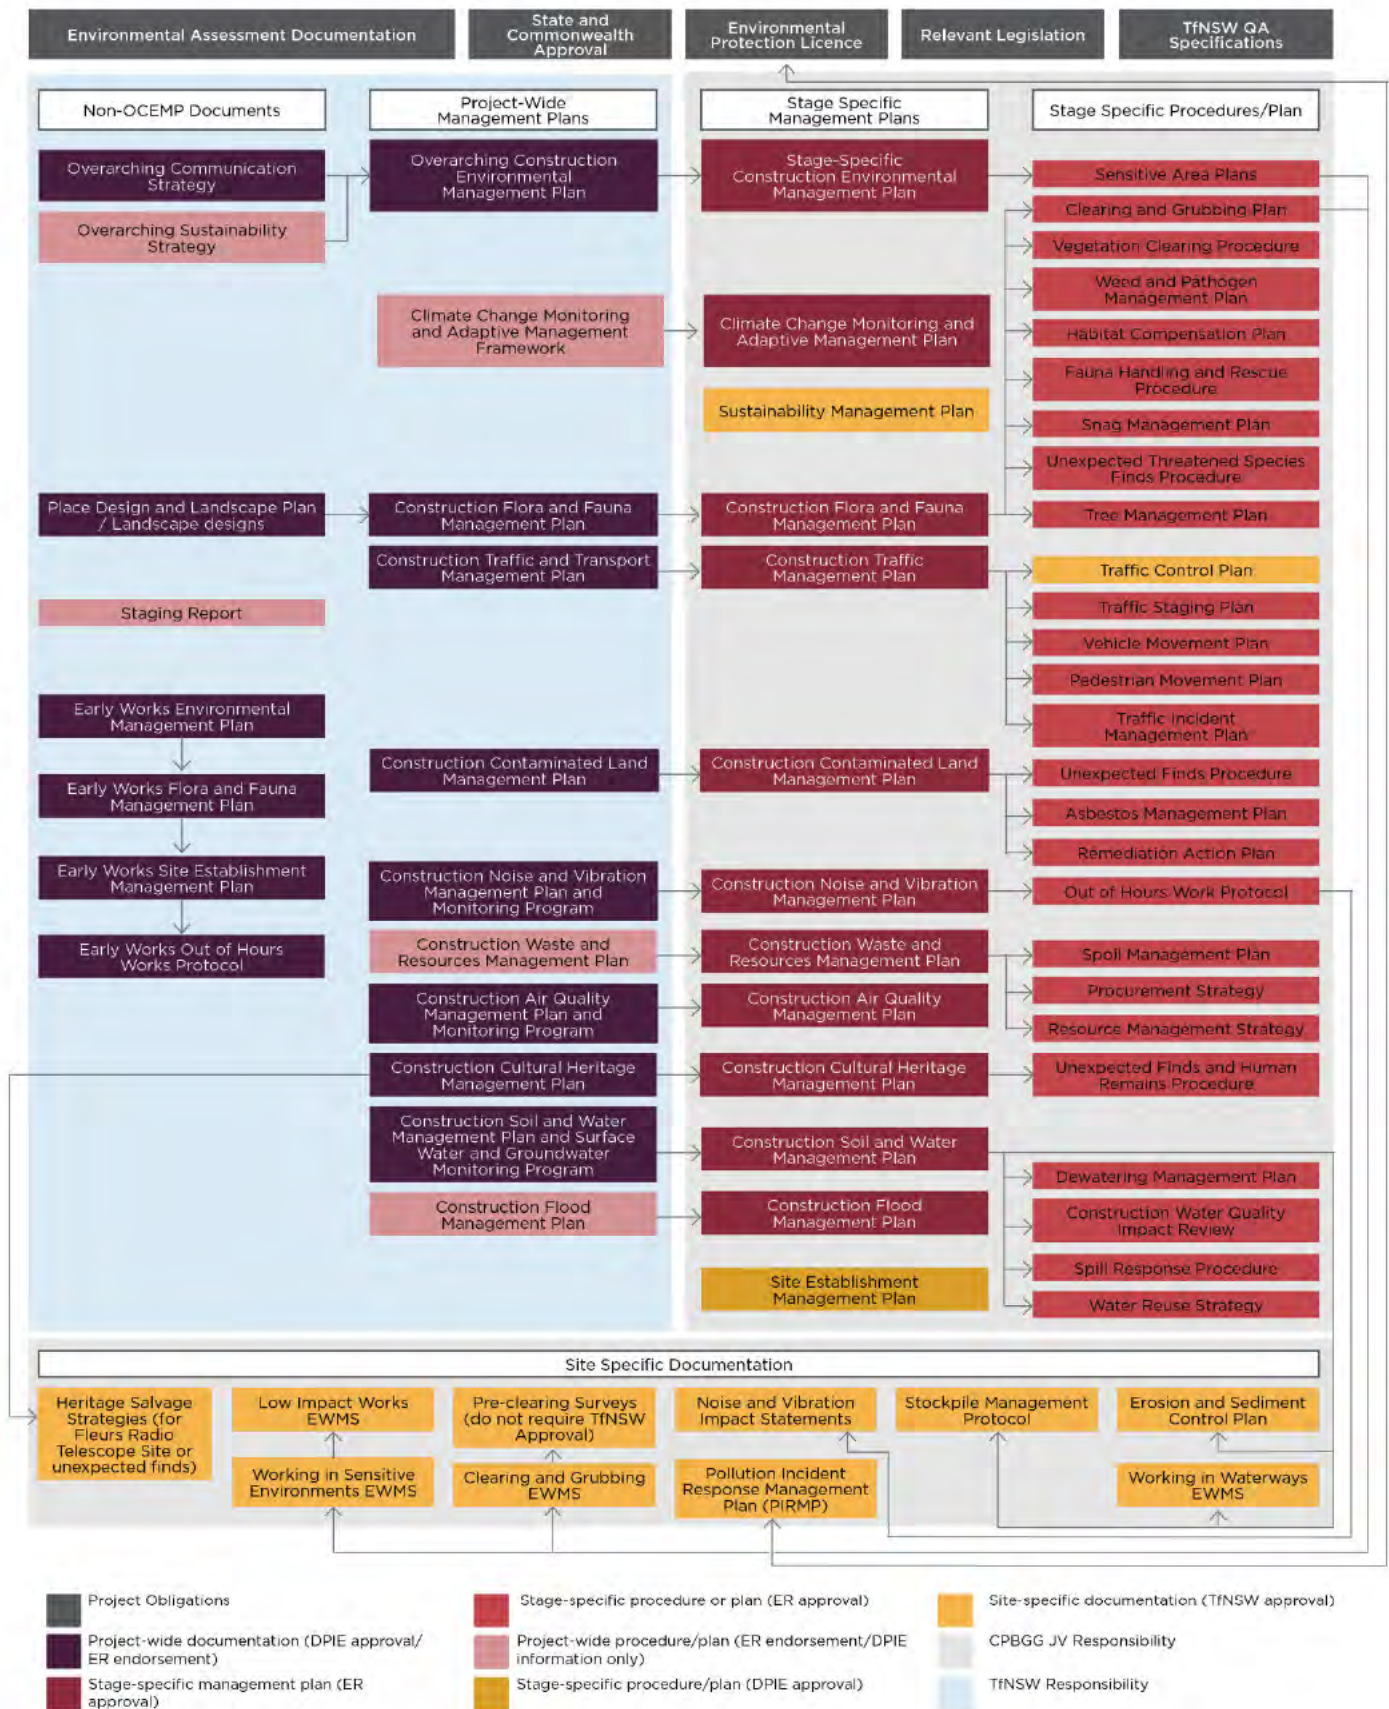 Environmental Assessment Documentation
State and
Commonwealth
Approval
Environmental
Protection Licence
Relevant Legislation
TfNSW QA
Specifications
Non-OCEMP Documents
Project-Wide
Management Plans
Stage Specific
Management Plans
Stage Specific Procedures/Plan
Overarching Communication
Strategy
Overarching Sustainability
Strategy
Place Design and Landscape Plan
/ Landscape designs
Staging Report
Early Works Environmental
Management Plan
Early Works Flora and Fauna
Management Plan
Early Works Site Establishment
Management Plan
Early Works Out of Hours
Works Protocol
Overarching Construction
Environmental
Management Plan
Climate Change Monitoring
and Adaptive Management
Framework
Construction Flora and Fauna
Management Plan
Construction Traffic and Transport
Management Plan
Construction Contaminated Land
Management Plan
Construction Noise and Vibration
Management Plan and
Monitoring Program
Construction Waste and
Resources Management Plan
Construction Air Quality
Management Plan and
Monitoring Program
Construction Cultural Heritage
Management Plan
Construction Soil and Water
Management Plan and Surface
Water and Groundwater
Monitoring Program
Construction Flood
Management Plan
Stage-Specific
Construction Environmental
Management Plan
Climate Change Monitoring and
Adaptive Management Plan
Sustainability Management Plan
Construction Flora and Fauna
Management Plan
Construction Traffic
Management Plan
Construction Contaminated Land
Management Plan
Construction Noise and Vibration
Management Plan
Construction Waste and
Resources Management Plan
Construction Air Quality
Management Plan
Construction Cultural Heritage
Management Plan
Construction Soil and Water
Management Plan
Construction Flood
Management Plan
Site Establishment
Management Plan
Sensitive Area Plans
Clearing and Grubbing Plan
Vegetation Clearing Procedure
Weed and Pathogen
Management Plan
Habitat Compensation Plan
Fauna Handling and Rescue
Procedure
Snag Management Plan
Unexpected Threatened Species
Finds Procedure
Tree Management Plan
Traffic Control Plan
Traffic Staging Plan
Vehicle Movement Plan
Pedestrian Movement Plan
Traffic Incident
Management Plan
Unexpected Finds Procedure
Asbestos Management Plan
Remediation Action Plan
Out of Hours Work Protocol
Spoil Management Plan
Procurement Strategy
Resource Management Strategy
Unexpected Finds and Human
Remains Procedure
Dewatering Management Plan
Construction Water Quality
Impact Review
Spill Response Procedure
Water Reuse Strategy
Site Specific Documentation
Heritage Salvage
Strategies (for
Fleurs Radio
Telescope Site or
unexpected finds)
Low Impact Works
EWMS
Working in Sensitive
Environments EWMS
Pre-clearing Surveys
(do not require TfNSW
Approval)
Clearing and Grubbing
EWMS
Noise and Vibration
Impact Statements
Pollution Incident
Response Management
Plan (PIRMP)
Stockpile Management
Protocol
Erosion and Sediment
Control Plan
Working in Waterways
EWMS
Project Obligations
Project-wide documentation (DPIE approval/
ER endorsement)
Stage-specific management plan (ER
approval)
Stage-specific procedure or plan (ER approval)
Project-wide procedure/plan (ER endorsement/DPIE
information only)
Stage-specific procedure/plan (DPIE approval)
Site-specific documentation (TfNSW approval)
CPBGG JV Responsibility
TfNSW Responsibility